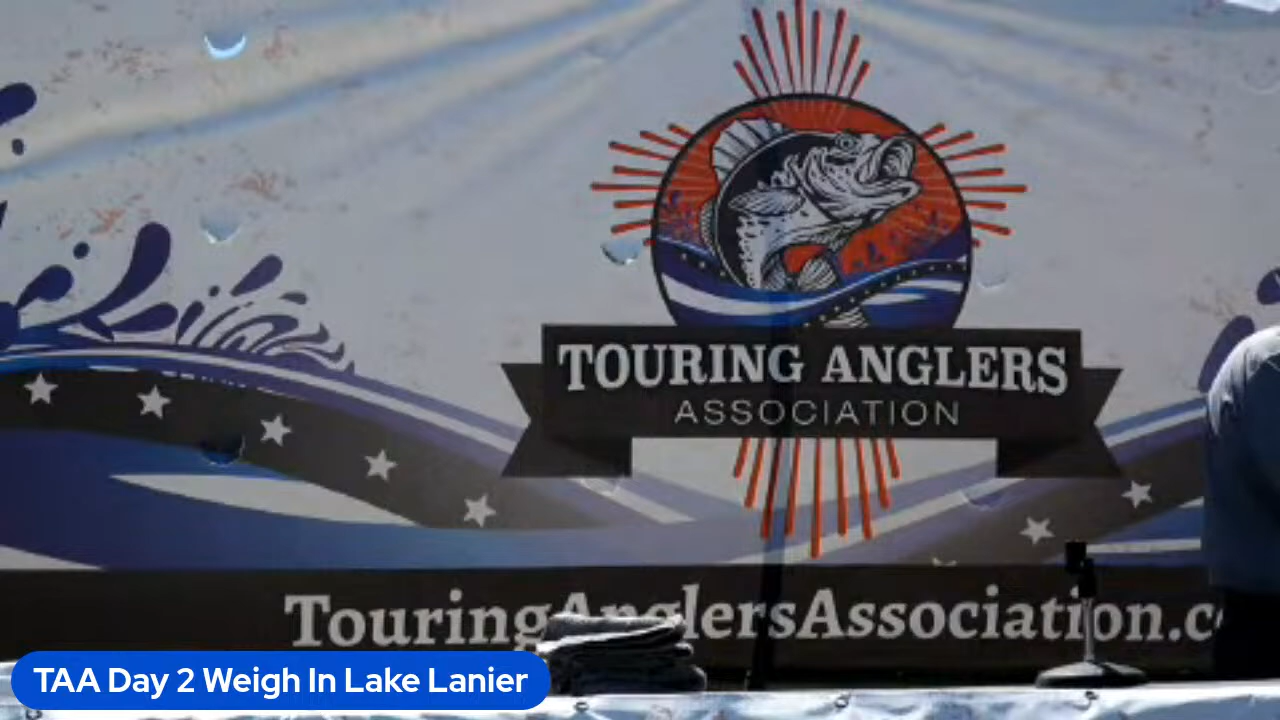 TOURING ANGLERS
ASSOCIATION
TouringAnglersAssociation.c
TAA Day 2 Weigh In Lake Lanier